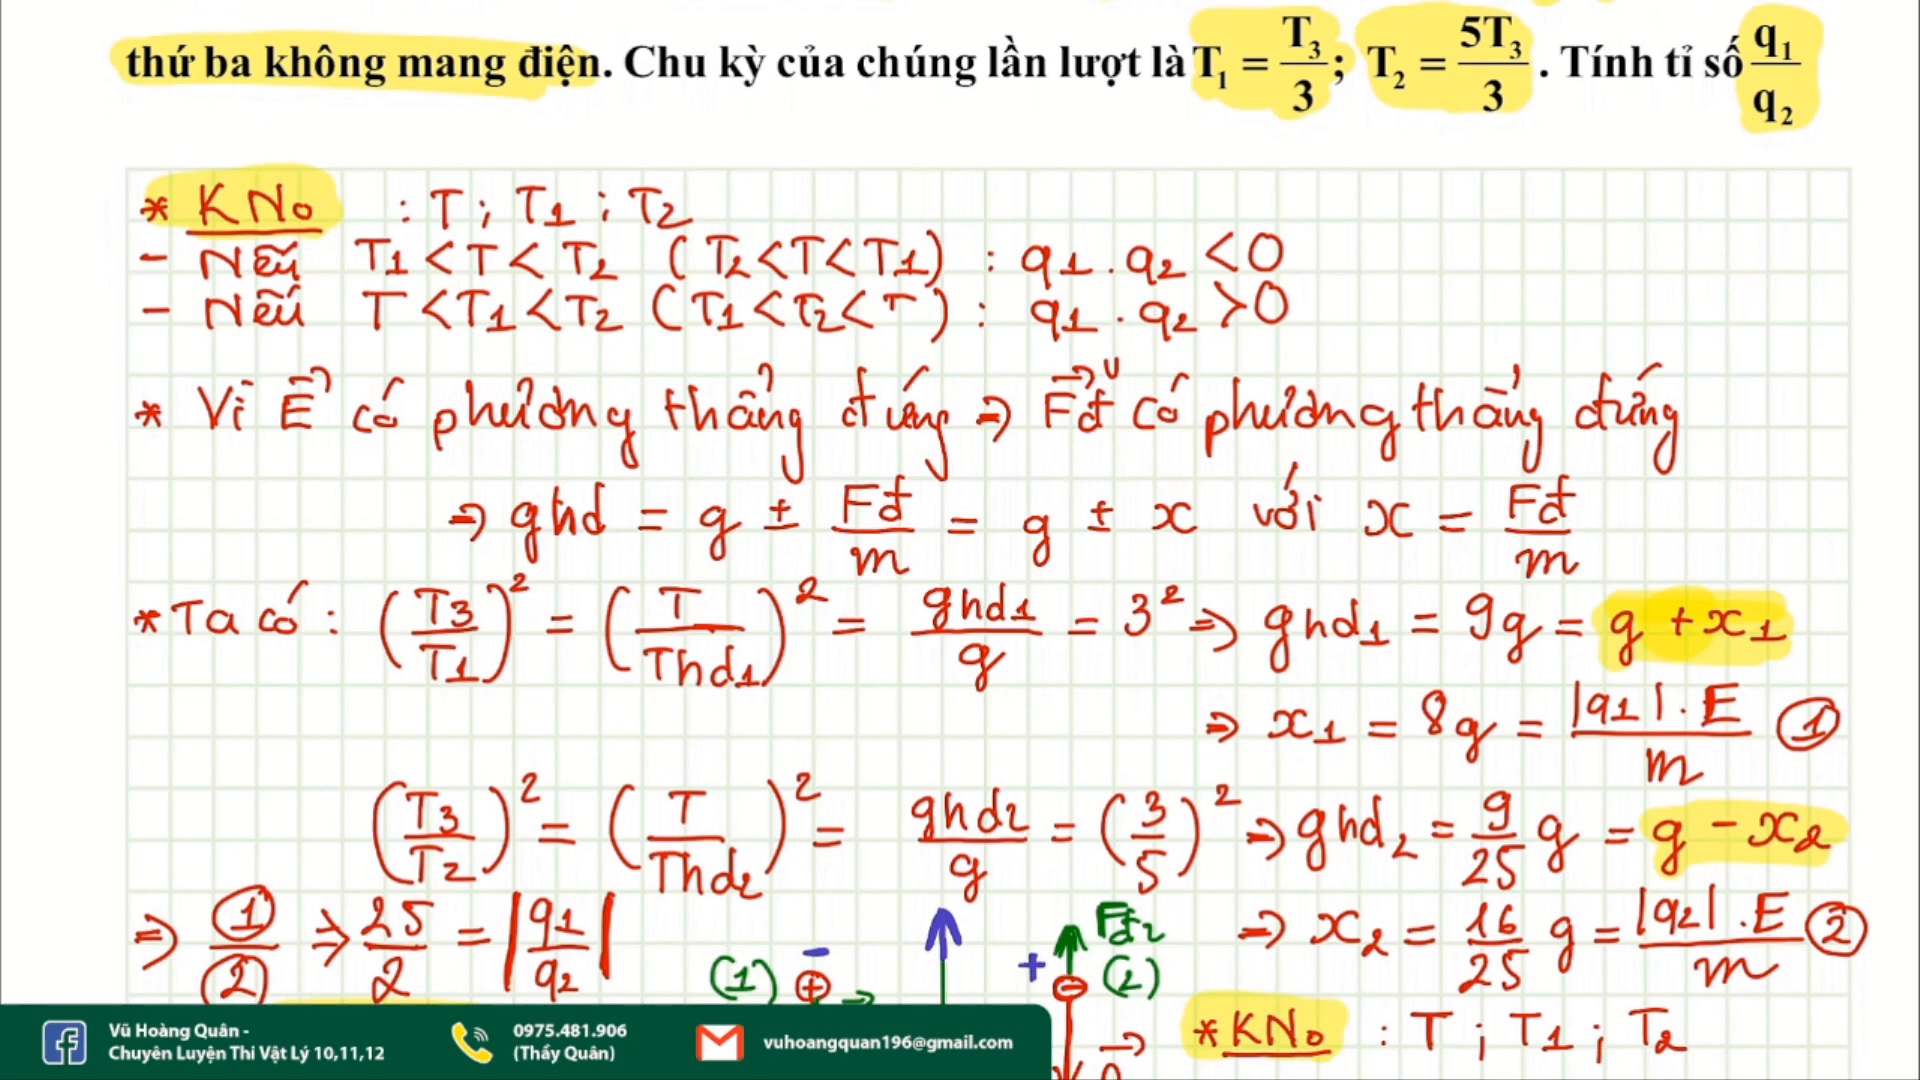 thứ ba không mang điện. Chu kỳ của chúng lần lượt là T₁ = T₃/3; T₂ = 5T₃/3. Tính tỉ số q₁/q₂
* KNo : T ; T1 ; T2
- Nếu T1 < T < T2 (T2 < T < T1) : q1 . q2 < 0
- Nếu T < T1 < T2 (T1 < T2 < T) : q1 . q2 > 0
* Vì E⃗ có phương thẳng đứng => F⃗đ có phương thẳng đứng
=> ghd = g ± Fđ/m = g ± x với x = Fđ/m
* Ta có : (T3/T1)² = (T/Thd1)² = ghd1/g = 3² => ghd1 = 9g = g + x1
=> x1 = 8g = |q1| . E/m ①
(T3/T2)² = (T/Thd2)² = ghd2/g = (3/5)² => ghd2 = 9/25 g = g - x2
=> ①/② => 25/2 = |q1/q2|
=> x2 = 16/25 g = |q2| . E/m ②
(1) - +
+ - Fđ2 (2)
* KNo : T ; T1 ; T2
Vũ Hoàng Quân -
Chuyên Luyện Thi Vật Lý 10,11,12
0975.481.906
(Thầy Quân)
vuhoangquan196@gmail.com